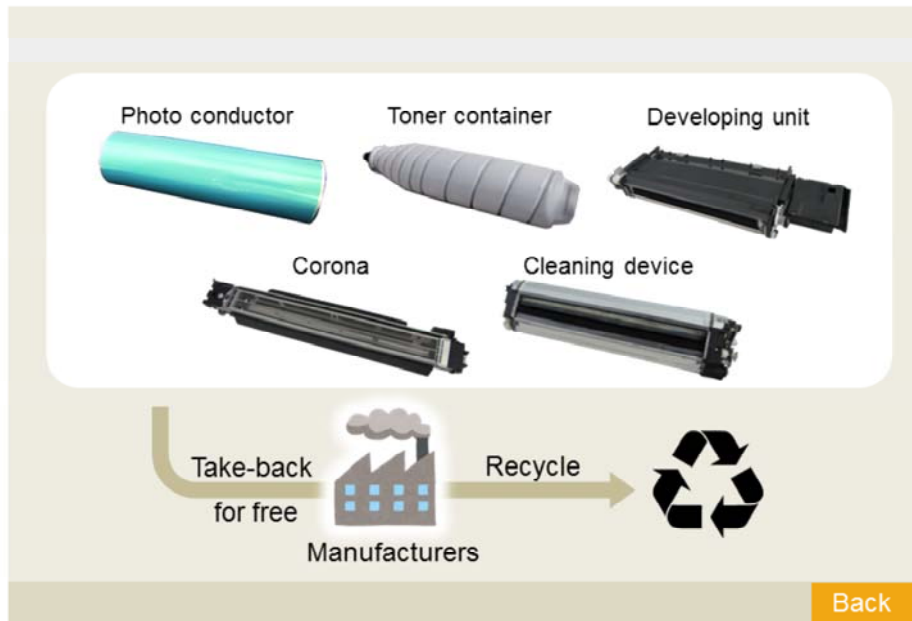 Photo conductor
Toner container
Developing unit
Corona
Cleaning device
Take-back
for free
Recycle
Manufacturers
Back